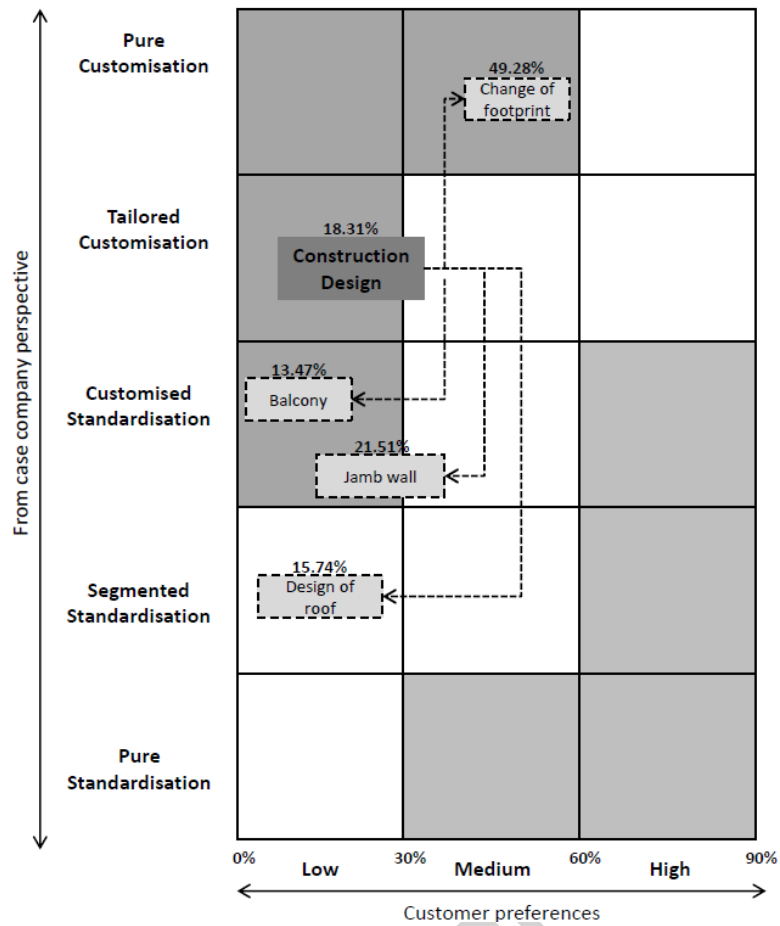 Pure
Customisation
49.28%
Change of
footprint
Tailored
Customisation
18.31%
Construction
Design
From case company perspective
13.47%
Customised
Standardisation
Balcony
21.51%
Jamb wall
15.74%
Segmented
Standardisation
Design of
roof
Pure
Standardisation
0%
30%
60%
90%
Low
Medium
High
Customer preferences